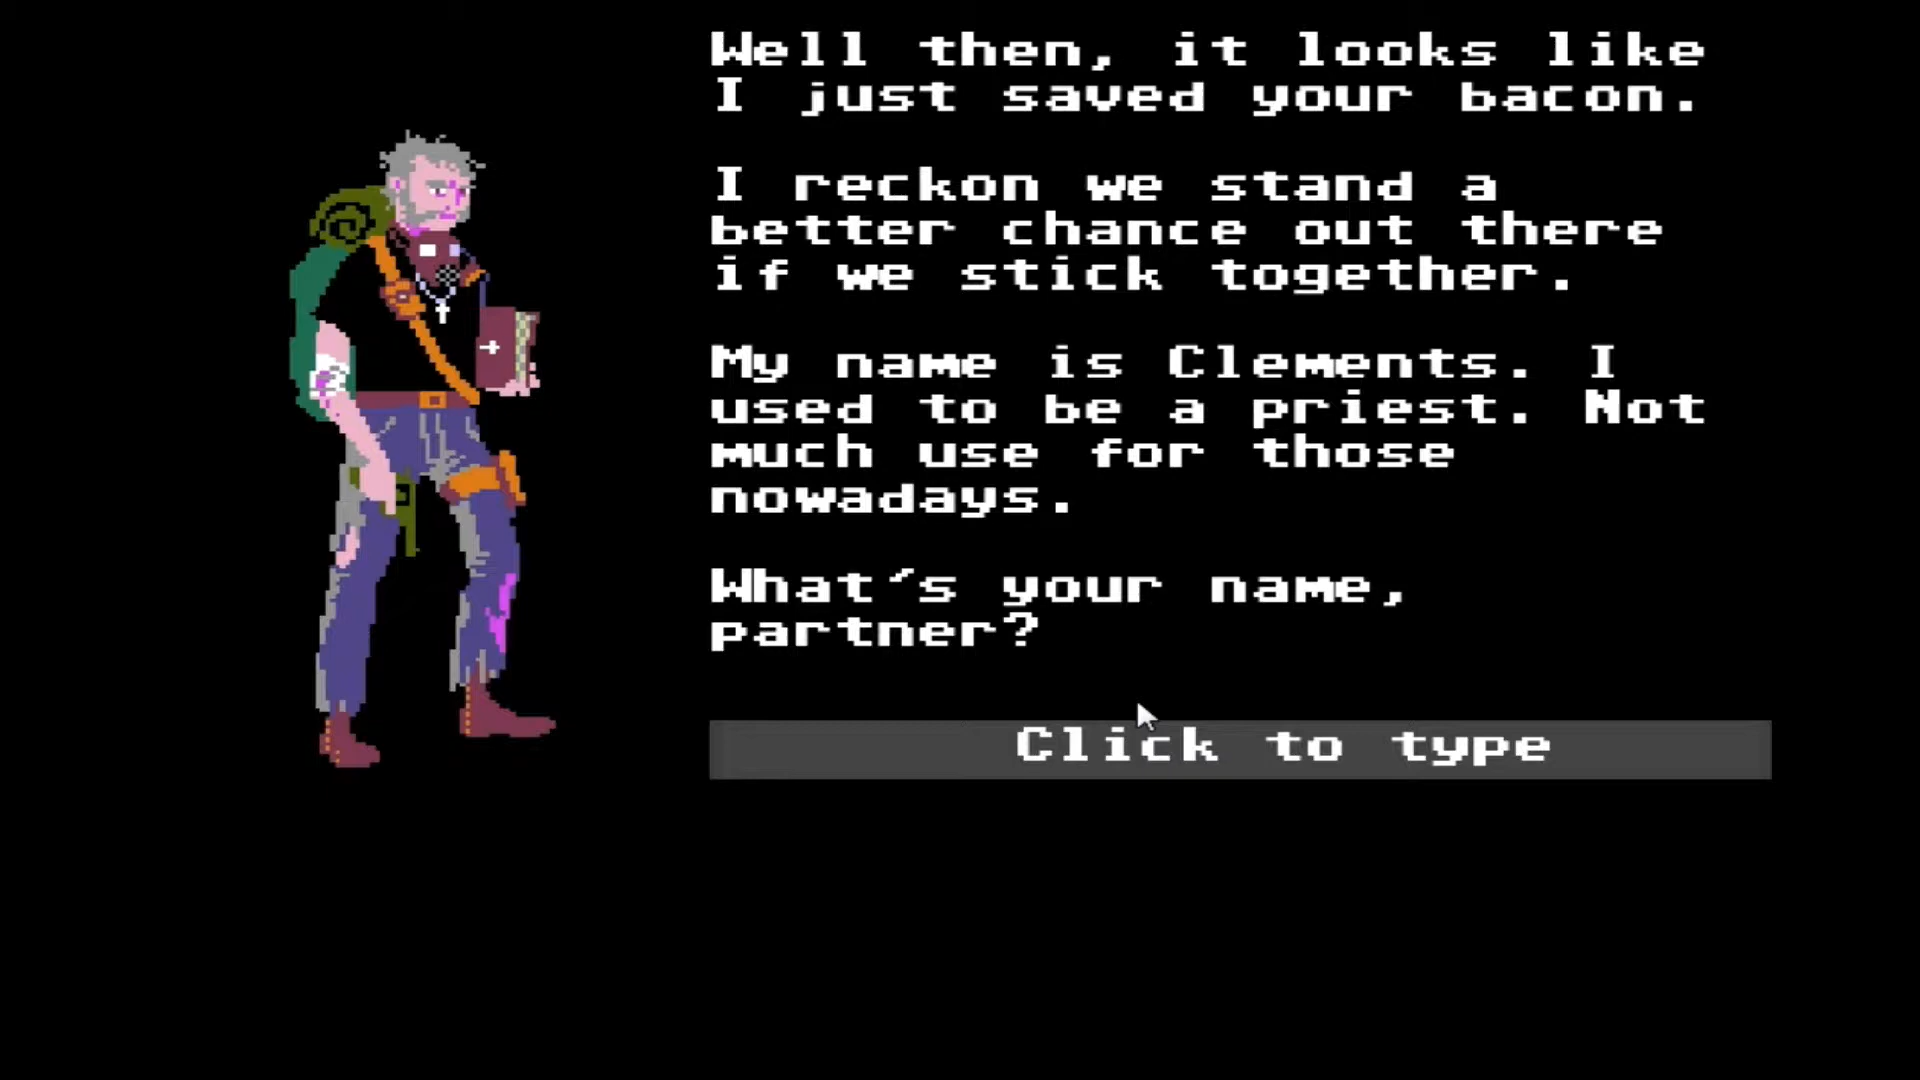 Well then, it looks like
I just saved your bacon.
I reckon we stand a
better chance out there
if we stick together.
My name is Clements. I
used to be a priest. Not
much use for those
nowadays.
What's your name,
partner?
Click to type